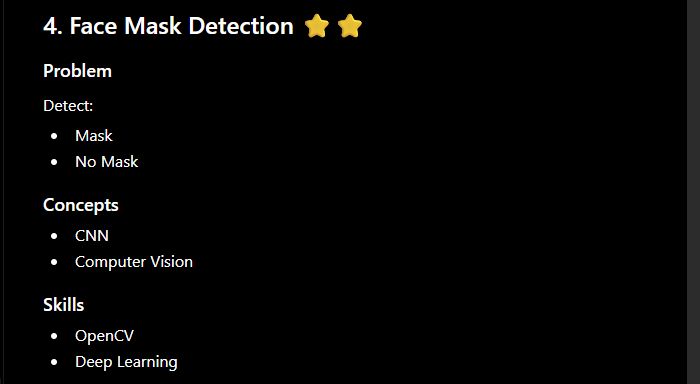 4. Face Mask Detection ⭐⭐
Problem
Detect:
• Mask
• No Mask
Concepts
• CNN
• Computer Vision
Skills
• OpenCV
• Deep Learning